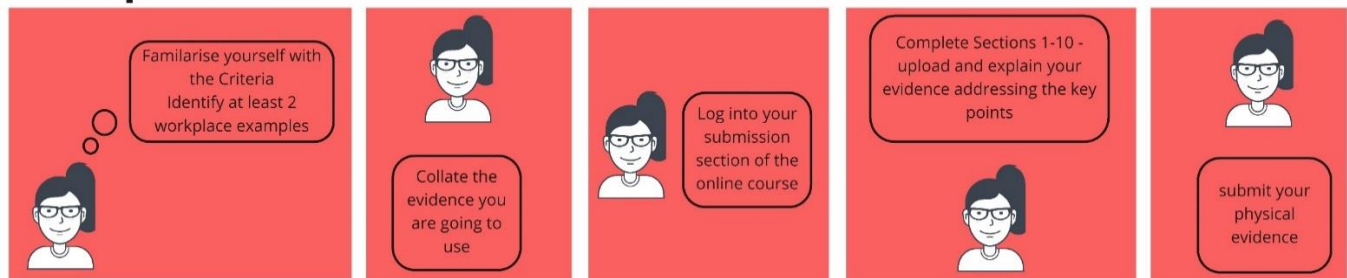 Familarise yourself with
the Criteria
Identify at least 2
workplace examples
Collate the
evidence you
are going to
use
Log into your
submission
section of the
online course
Complete Sections 1-10 -
upload and explain your
evidence addressing the key
points
submit your
physical
evidence